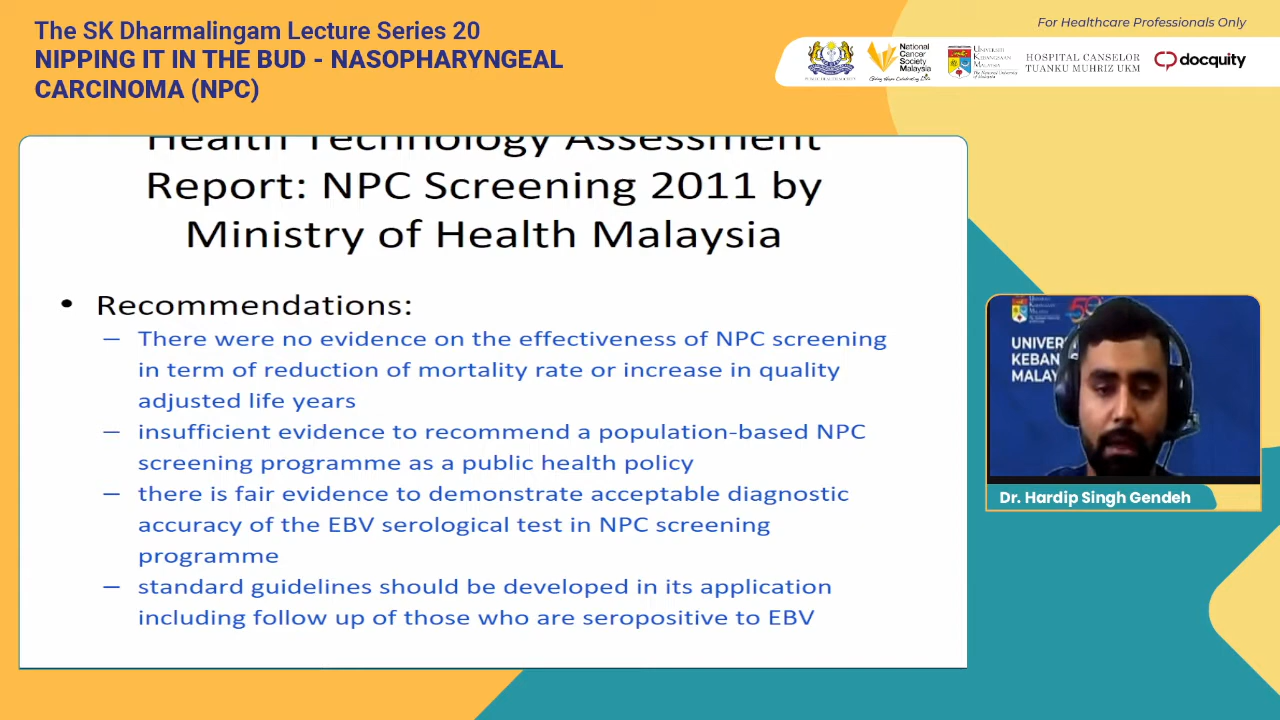 The SK Dharmalingam Lecture Series 20
NIPPING IT IN THE BUD - NASOPHARYNGEAL
CARCINOMA (NPC)
For Healthcare Professionals Only
National
Cancer
Society
Malaysia
HOSPITAL CANSELOR
TUANKU MUHRIZ UKM
docquity
Health Technology Assessment
Report: NPC Screening 2011 by
Ministry of Health Malaysia
• Recommendations:
– There were no evidence on the effectiveness of NPC screening
in term of reduction of mortality rate or increase in quality
adjusted life years
– insufficient evidence to recommend a population-based NPC
screening programme as a public health policy
– there is fair evidence to demonstrate acceptable diagnostic
accuracy of the EBV serological test in NPC screening
programme
– standard guidelines should be developed in its application
including follow up of those who are seropositive to EBV
Dr. Hardip Singh Gendeh